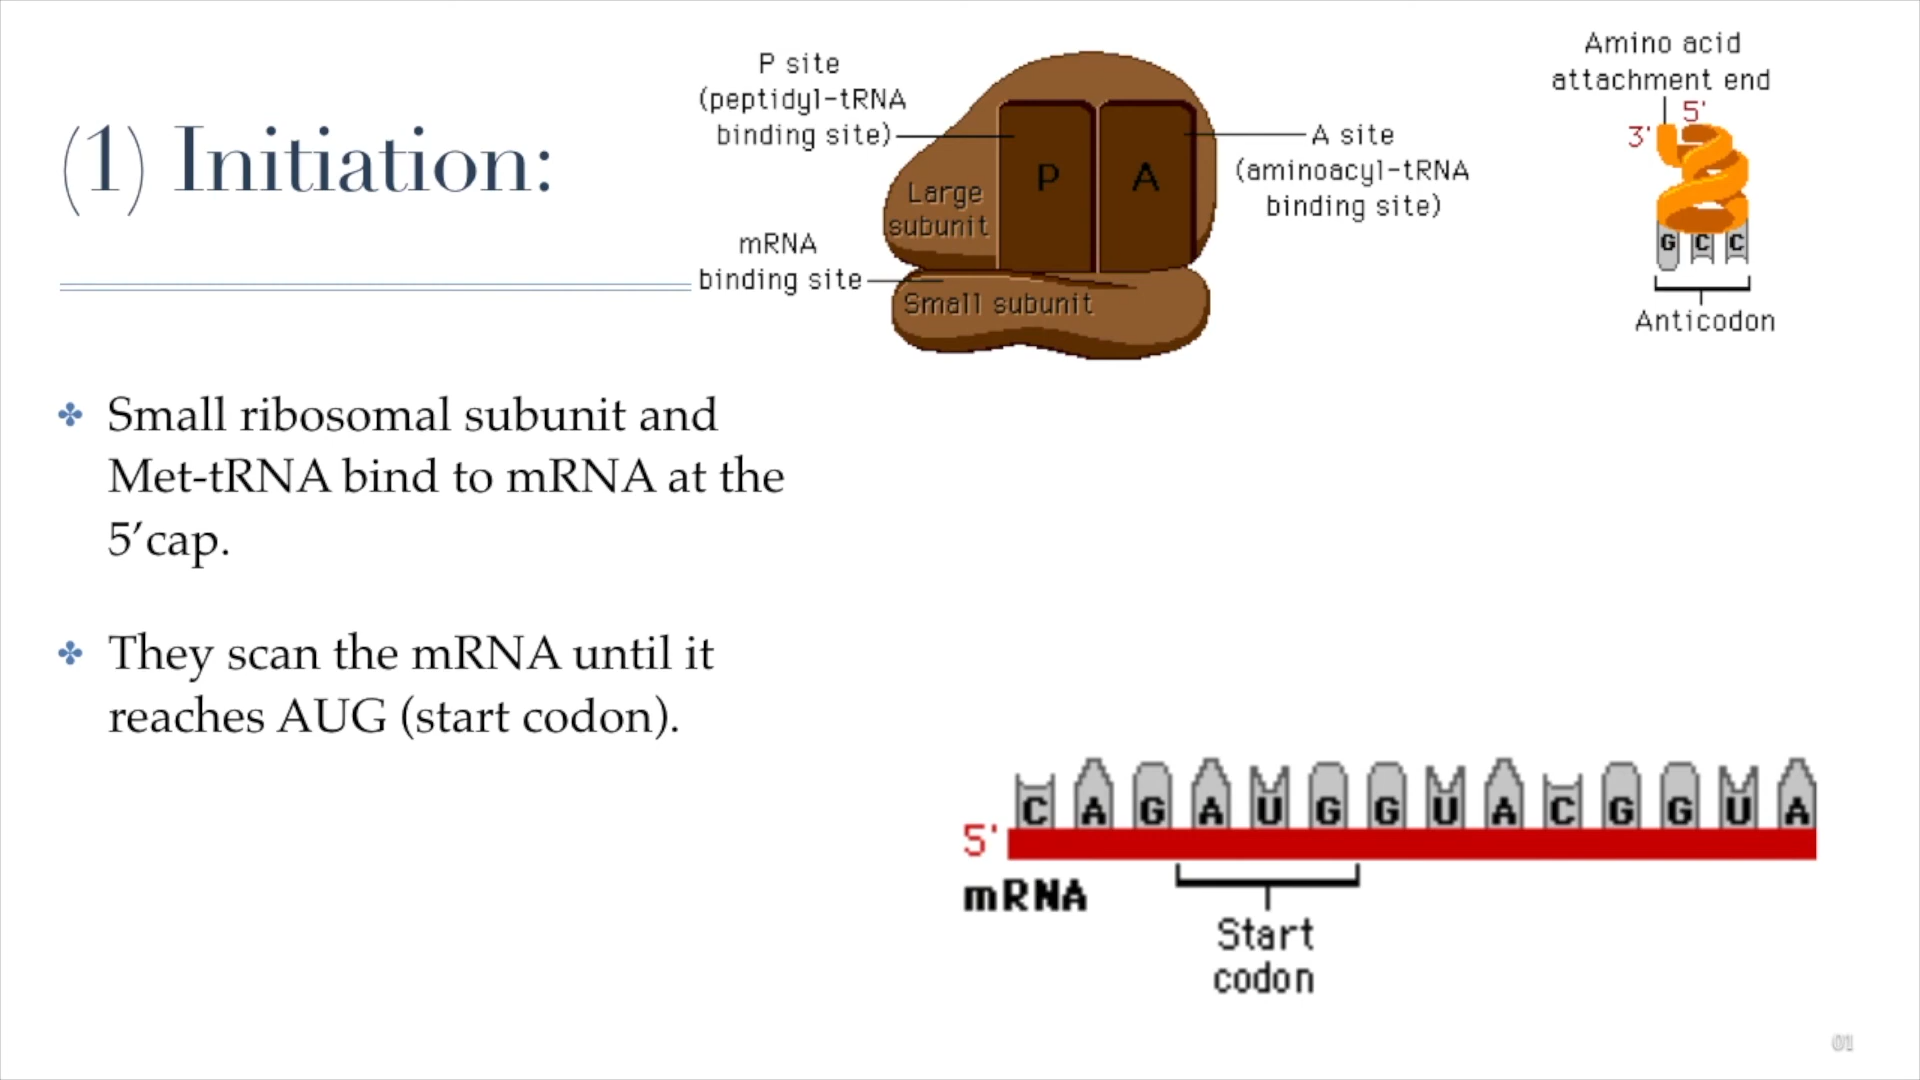 (1) Initiation:
P site
(peptidyl-tRNA
binding site)
mRNA
binding site
Large
subunit
P
A
Small subunit
A site
(aminoacyl-tRNA
binding site)
Amino acid
attachment end
5'
3'
G C C
Anticodon
Small ribosomal subunit and
Met-tRNA bind to mRNA at the
5’cap.
They scan the mRNA until it
reaches AUG (start codon).
C A G A U G G U A C G G U A
5'
mRNA
Start
codon
01